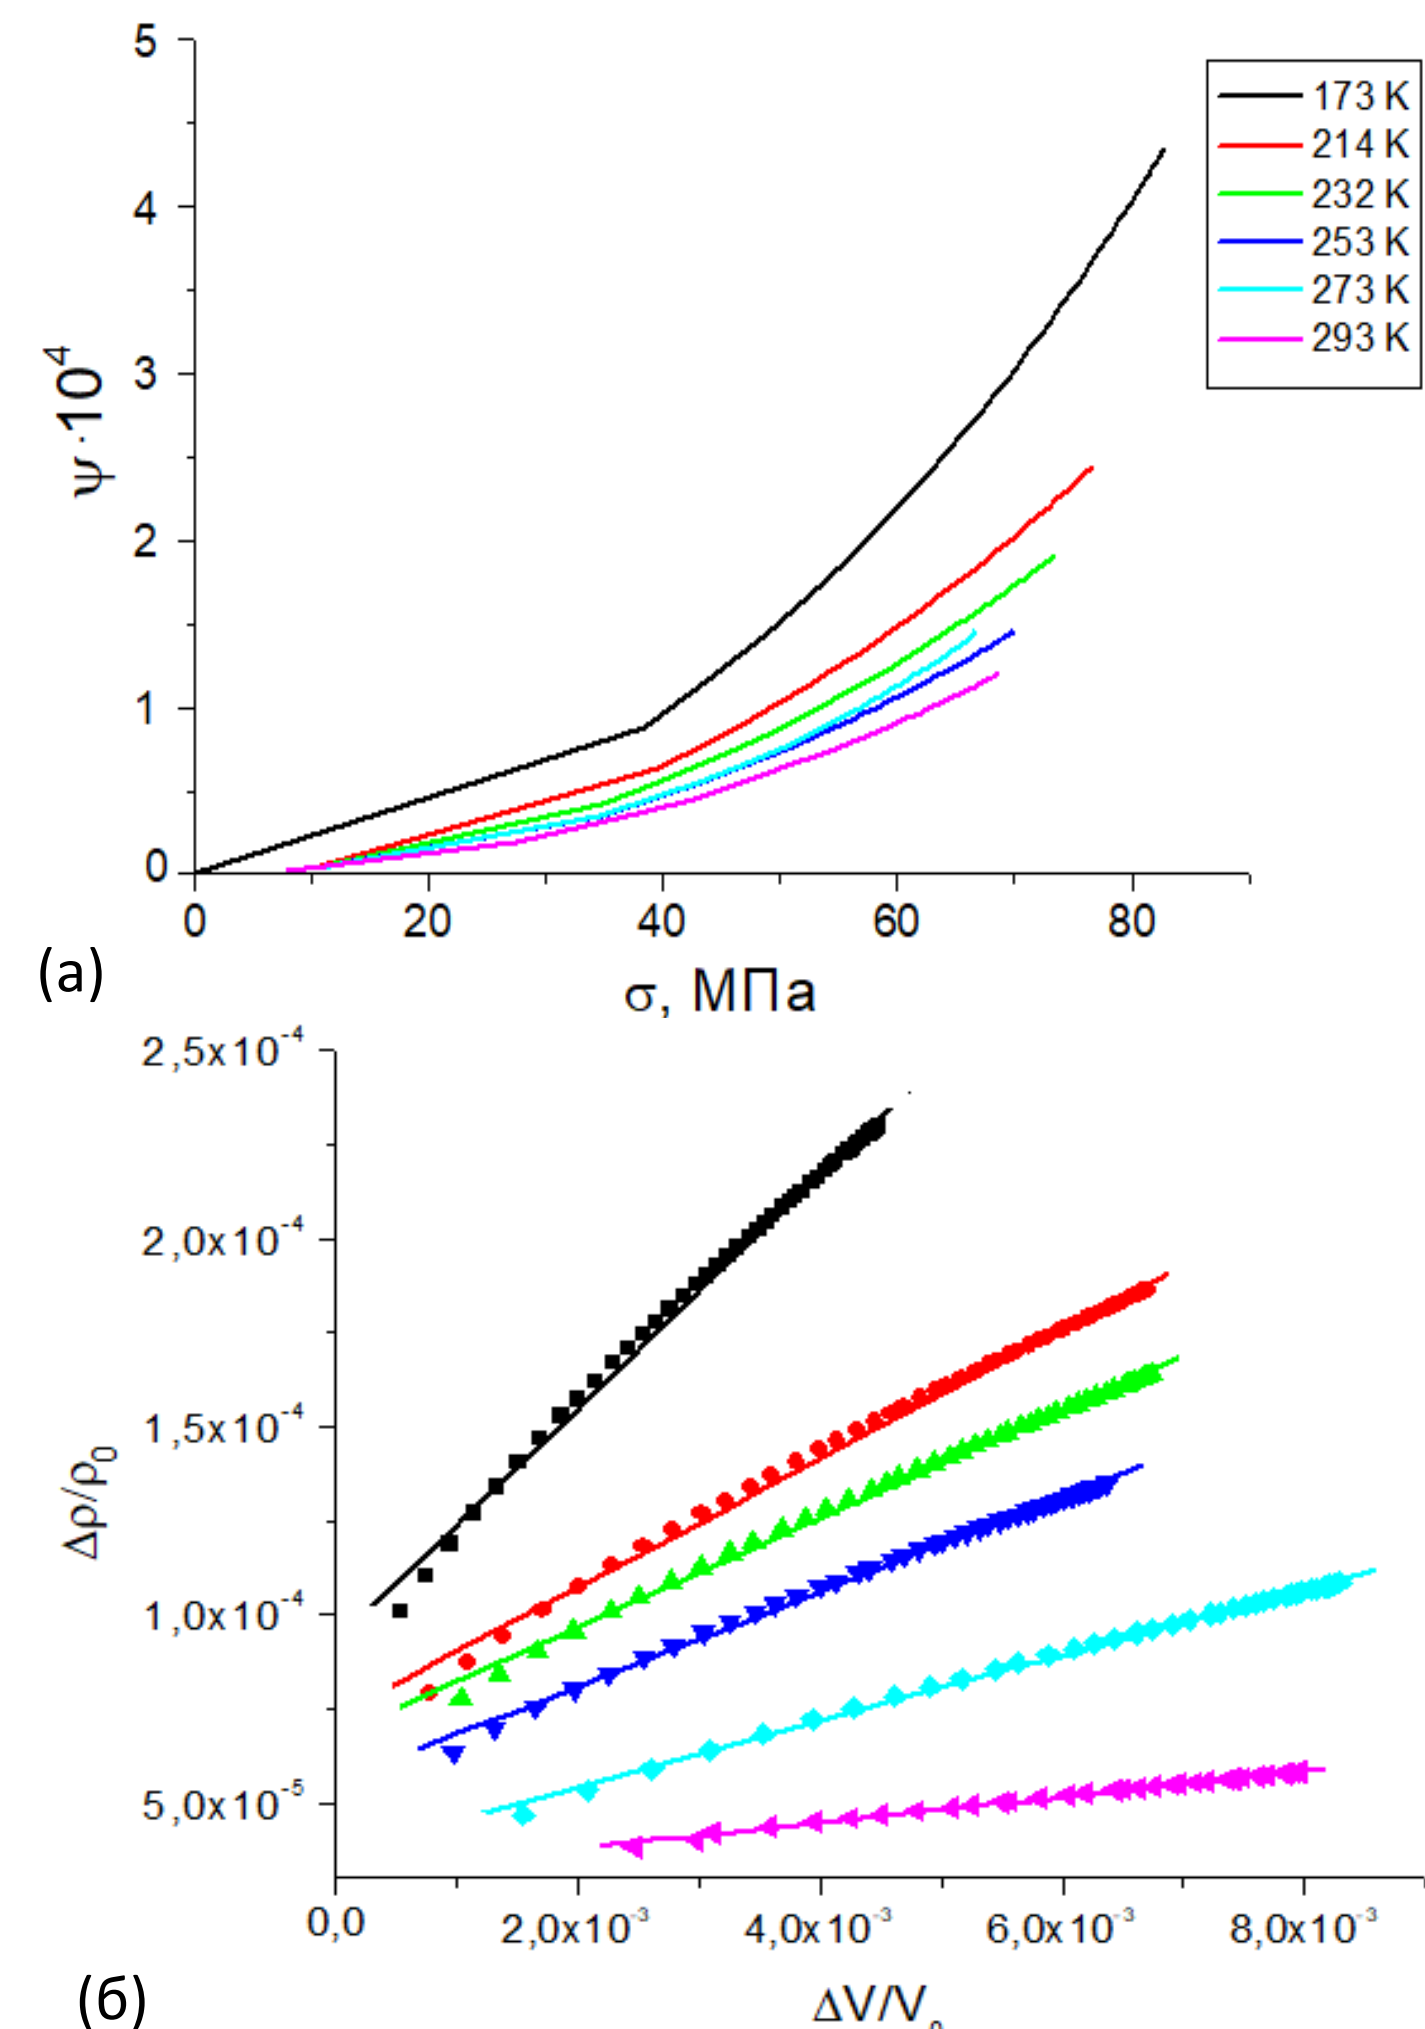 5
4
3
2
1
0
ψ·10⁴
0 20 40 60 80
σ, МПа
173 K
214 K
232 K
253 K
273 K
293 K
(а)
2,5x10⁻⁴
2,0x10⁻⁴
1,5x10⁻⁴
1,0x10⁻⁴
5,0x10⁻⁵
Δρ/ρ₀
0,0 2,0x10⁻³ 4,0x10⁻³ 6,0x10⁻³ 8,0x10⁻³
ΔV/V₀
(б)